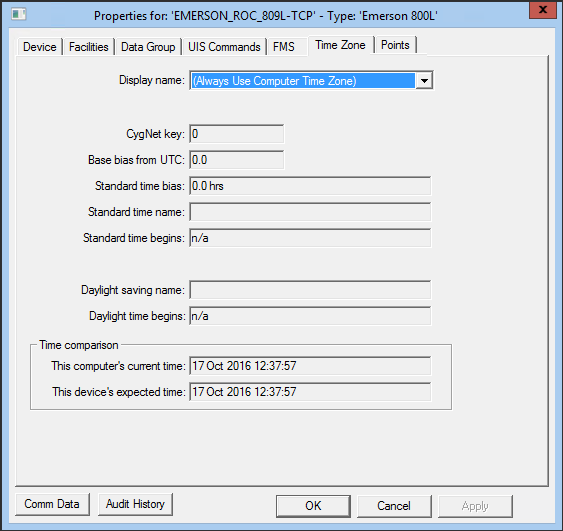 Properties for: 'EMERSON_ROC_809L-TCP' - Type: 'Emerson 800L'
x
Device Facilities Data Group UIS Commands FMS Time Zone Points
Display name: (Always Use Computer Time Zone)
CygNet key: 0
Base bias from UTC: 0.0
Standard time bias: 0.0 hrs
Standard time name:
Standard time begins: n/a
Daylight saving name:
Daylight time begins: n/a
Time comparison
This computer's current time: 17 Oct 2016 12:37:57
This device's expected time: 17 Oct 2016 12:37:57
Comm Data Audit History OK Cancel Apply